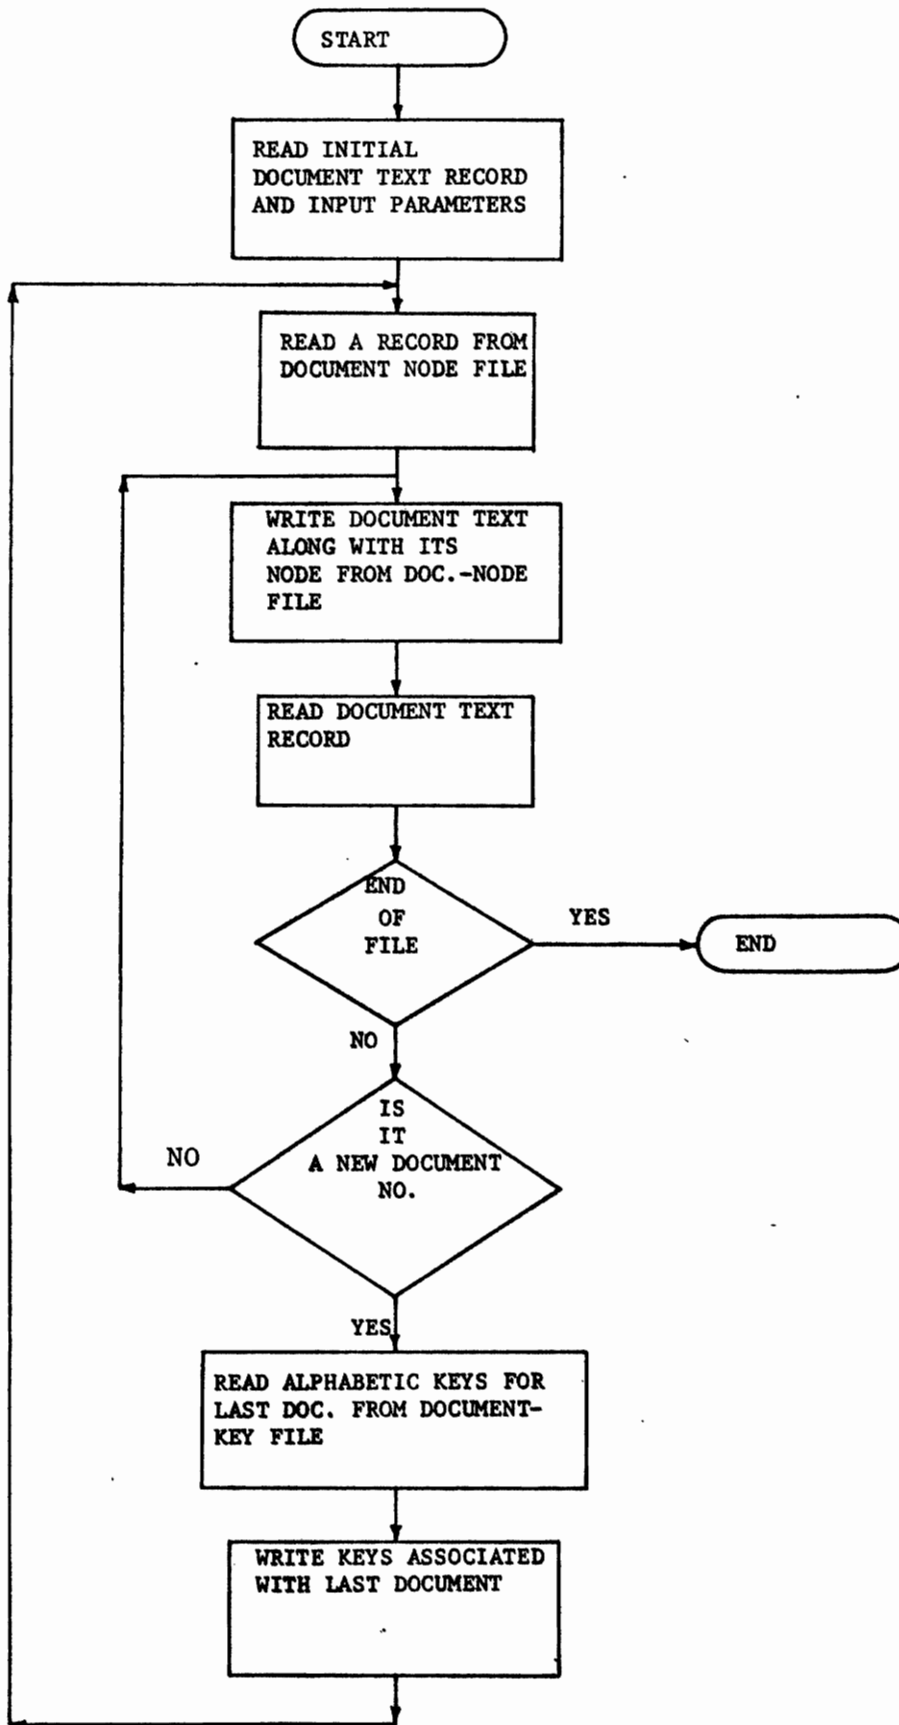 START
READ INITIAL
DOCUMENT TEXT RECORD
AND INPUT PARAMETERS
READ A RECORD FROM
DOCUMENT NODE FILE
WRITE DOCUMENT TEXT
ALONG WITH ITS
NODE FROM DOC.-NODE
FILE
READ DOCUMENT TEXT
RECORD
END
OF
FILE
YES
END
NO
IS
IT
A NEW DOCUMENT
NO.
NO
YES
READ ALPHABETIC KEYS FOR
LAST DOC. FROM DOCUMENT-
KEY FILE
WRITE KEYS ASSOCIATED
WITH LAST DOCUMENT